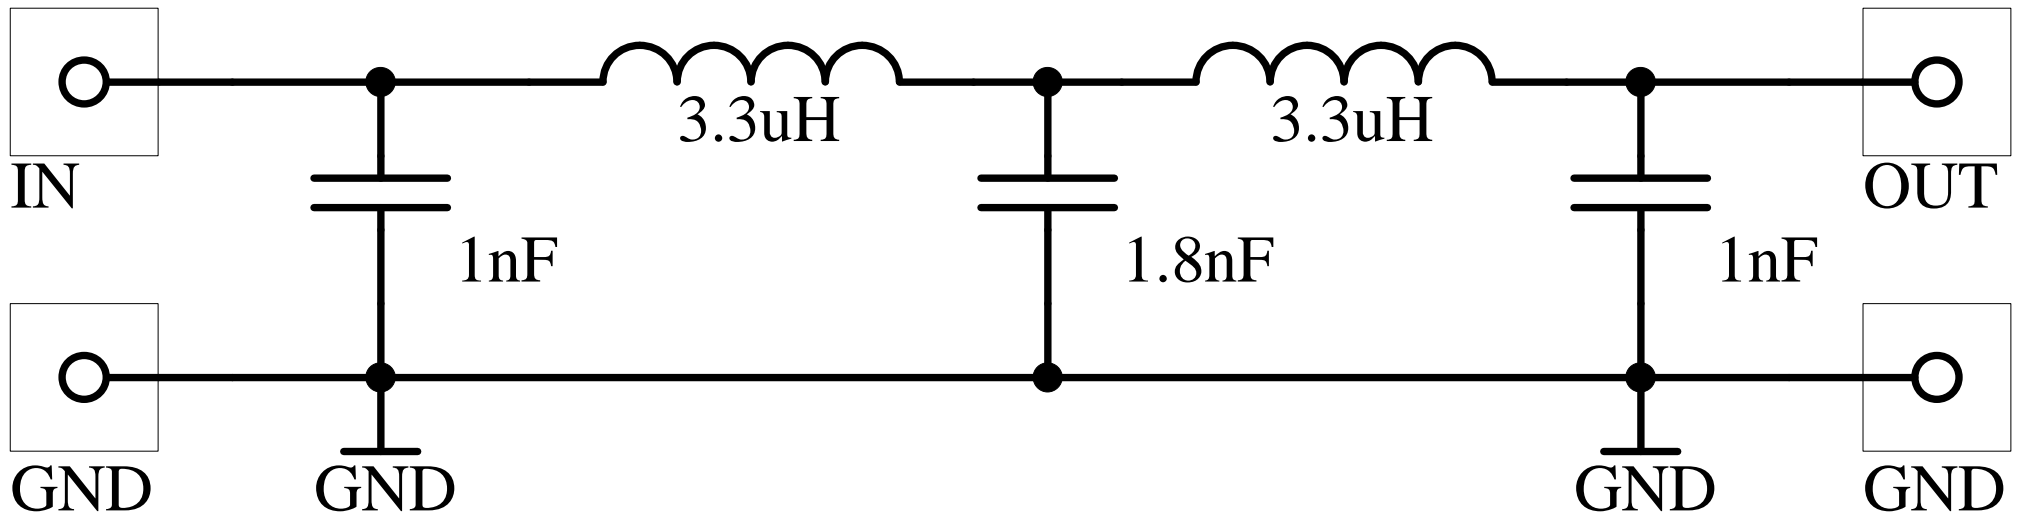 3.3uH 3.3uH
IN OUT
1nF 1.8nF 1nF
GND GND GND GND